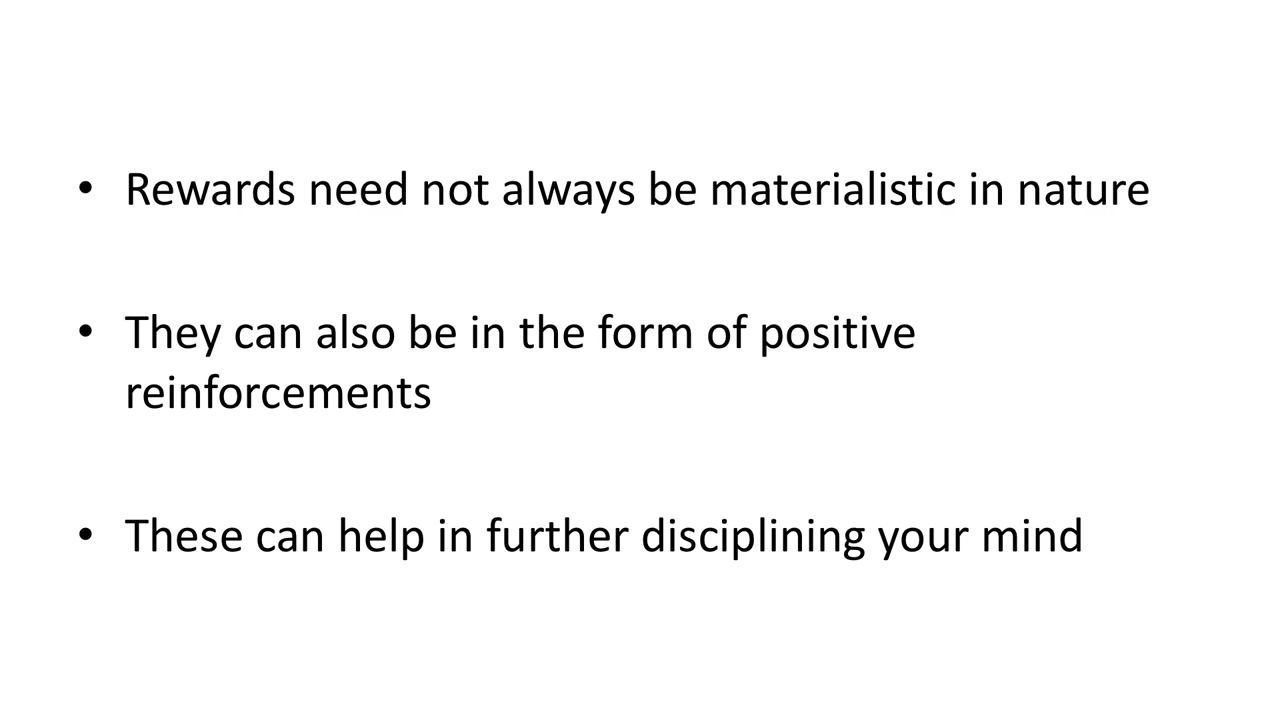 • Rewards need not always be materialistic in nature
• They can also be in the form of positive
reinforcements
• These can help in further disciplining your mind